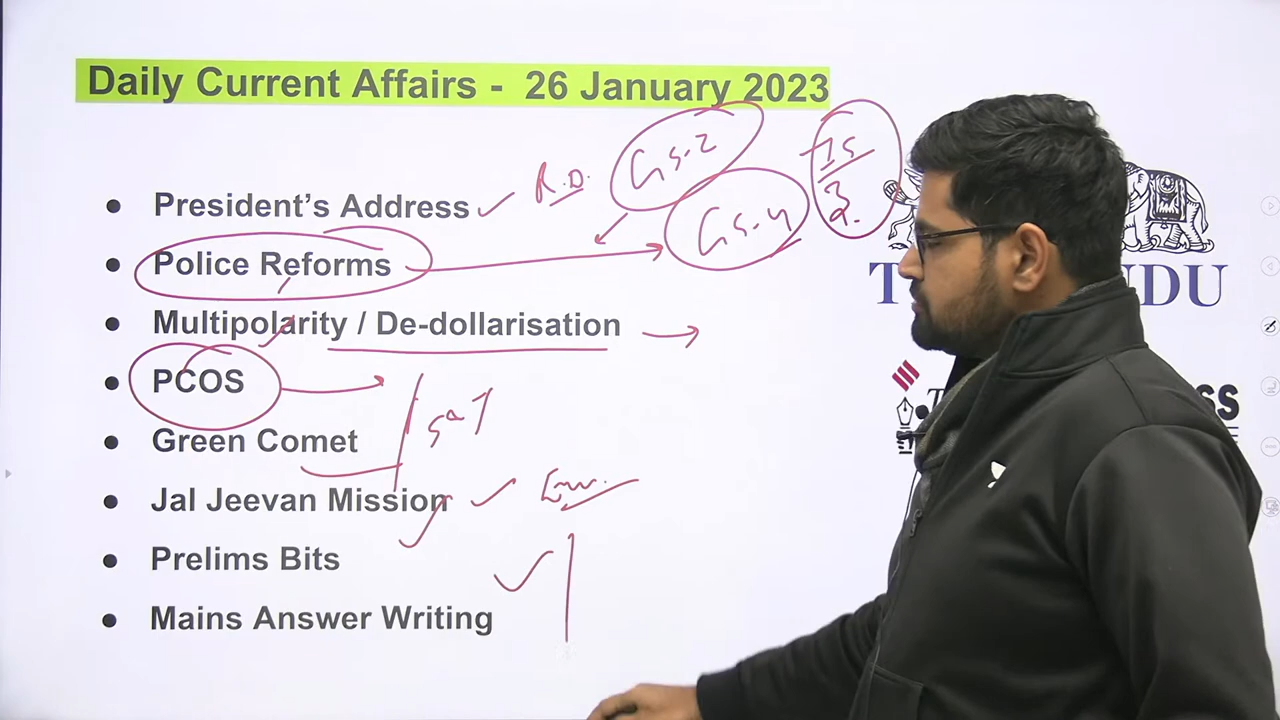 Daily Current Affairs - 26 January 2023
• President's Address R.D. GS-2
• Police Reforms GS-4
• Multipolarity / De-dollarisation
• PCOS
• Green Comet S&T
• Jal Jeevan Mission Env.
• Prelims Bits
• Mains Answer Writing